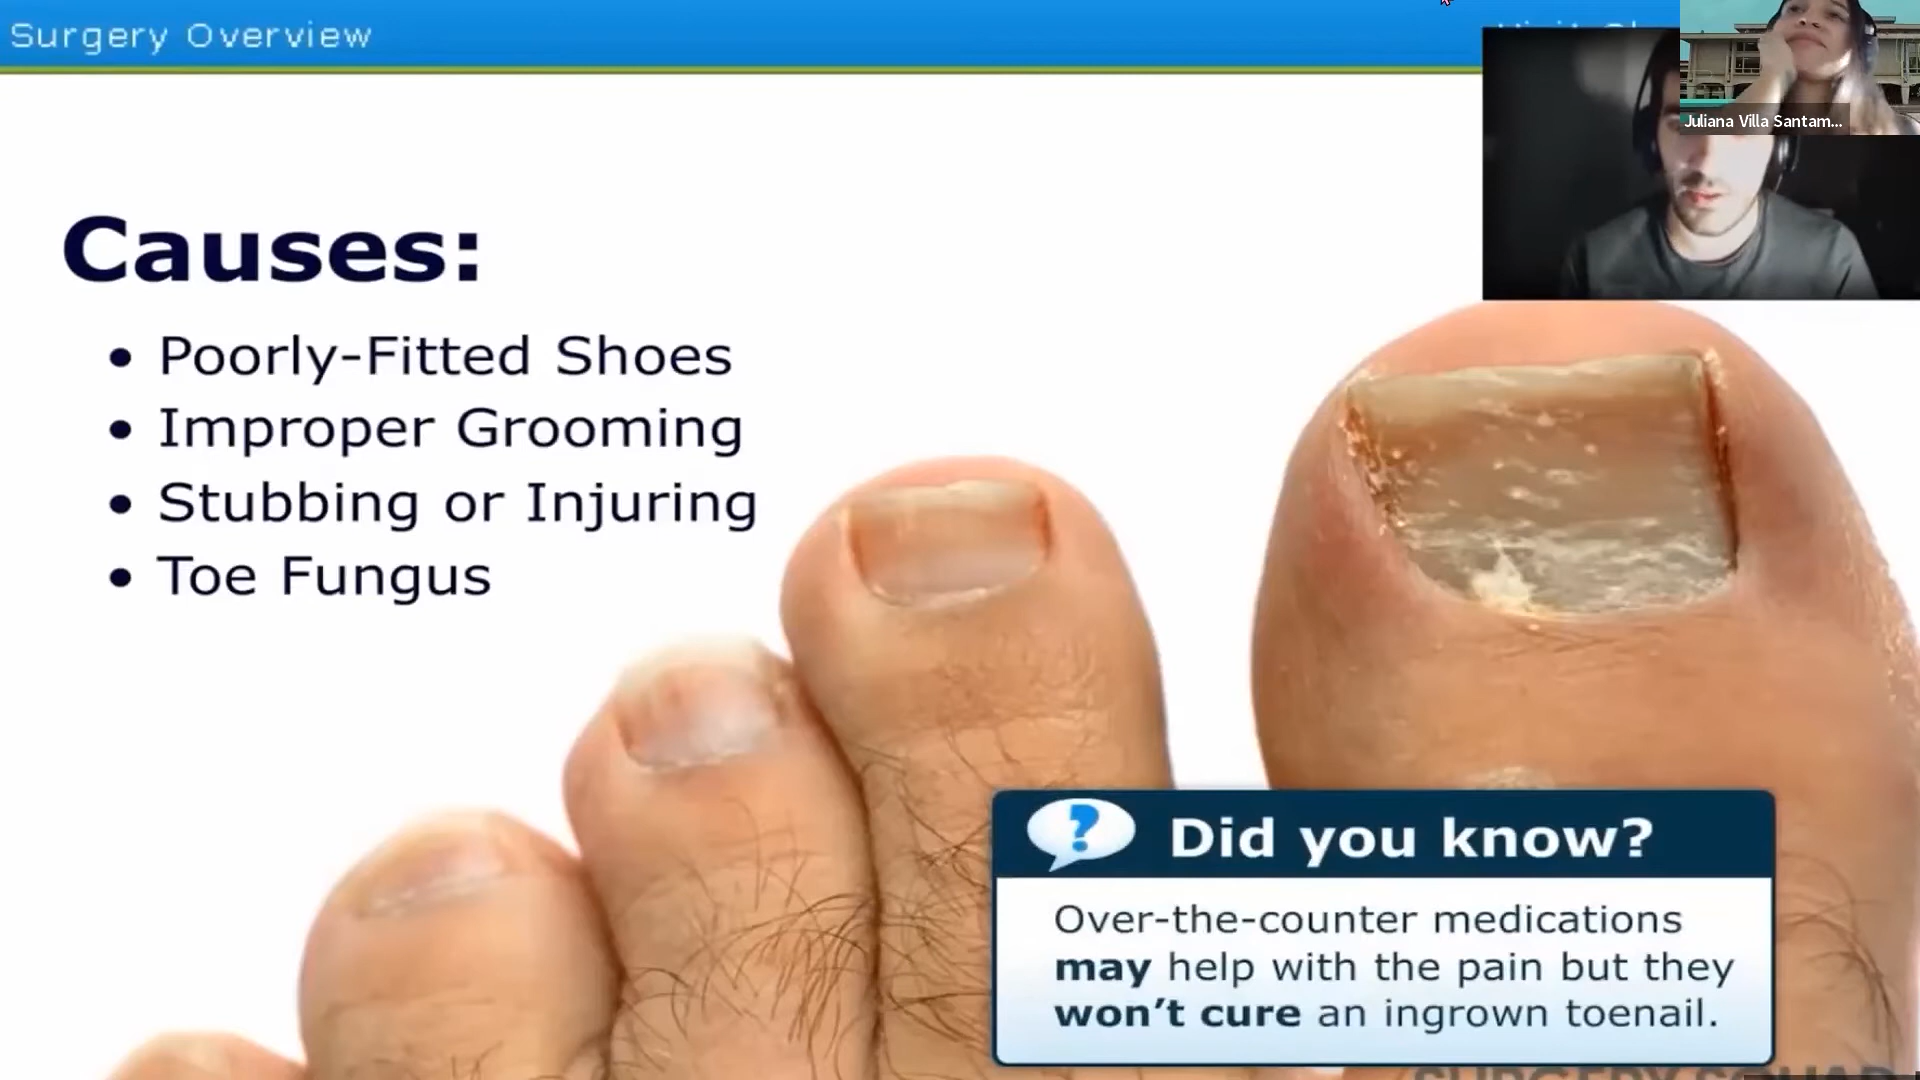 Surgery Overview
Juliana Villa Santam...
Causes:
• Poorly-Fitted Shoes
• Improper Grooming
• Stubbing or Injuring
• Toe Fungus
? Did you know?
Over-the-counter medications
may help with the pain but they
won't cure an ingrown toenail.